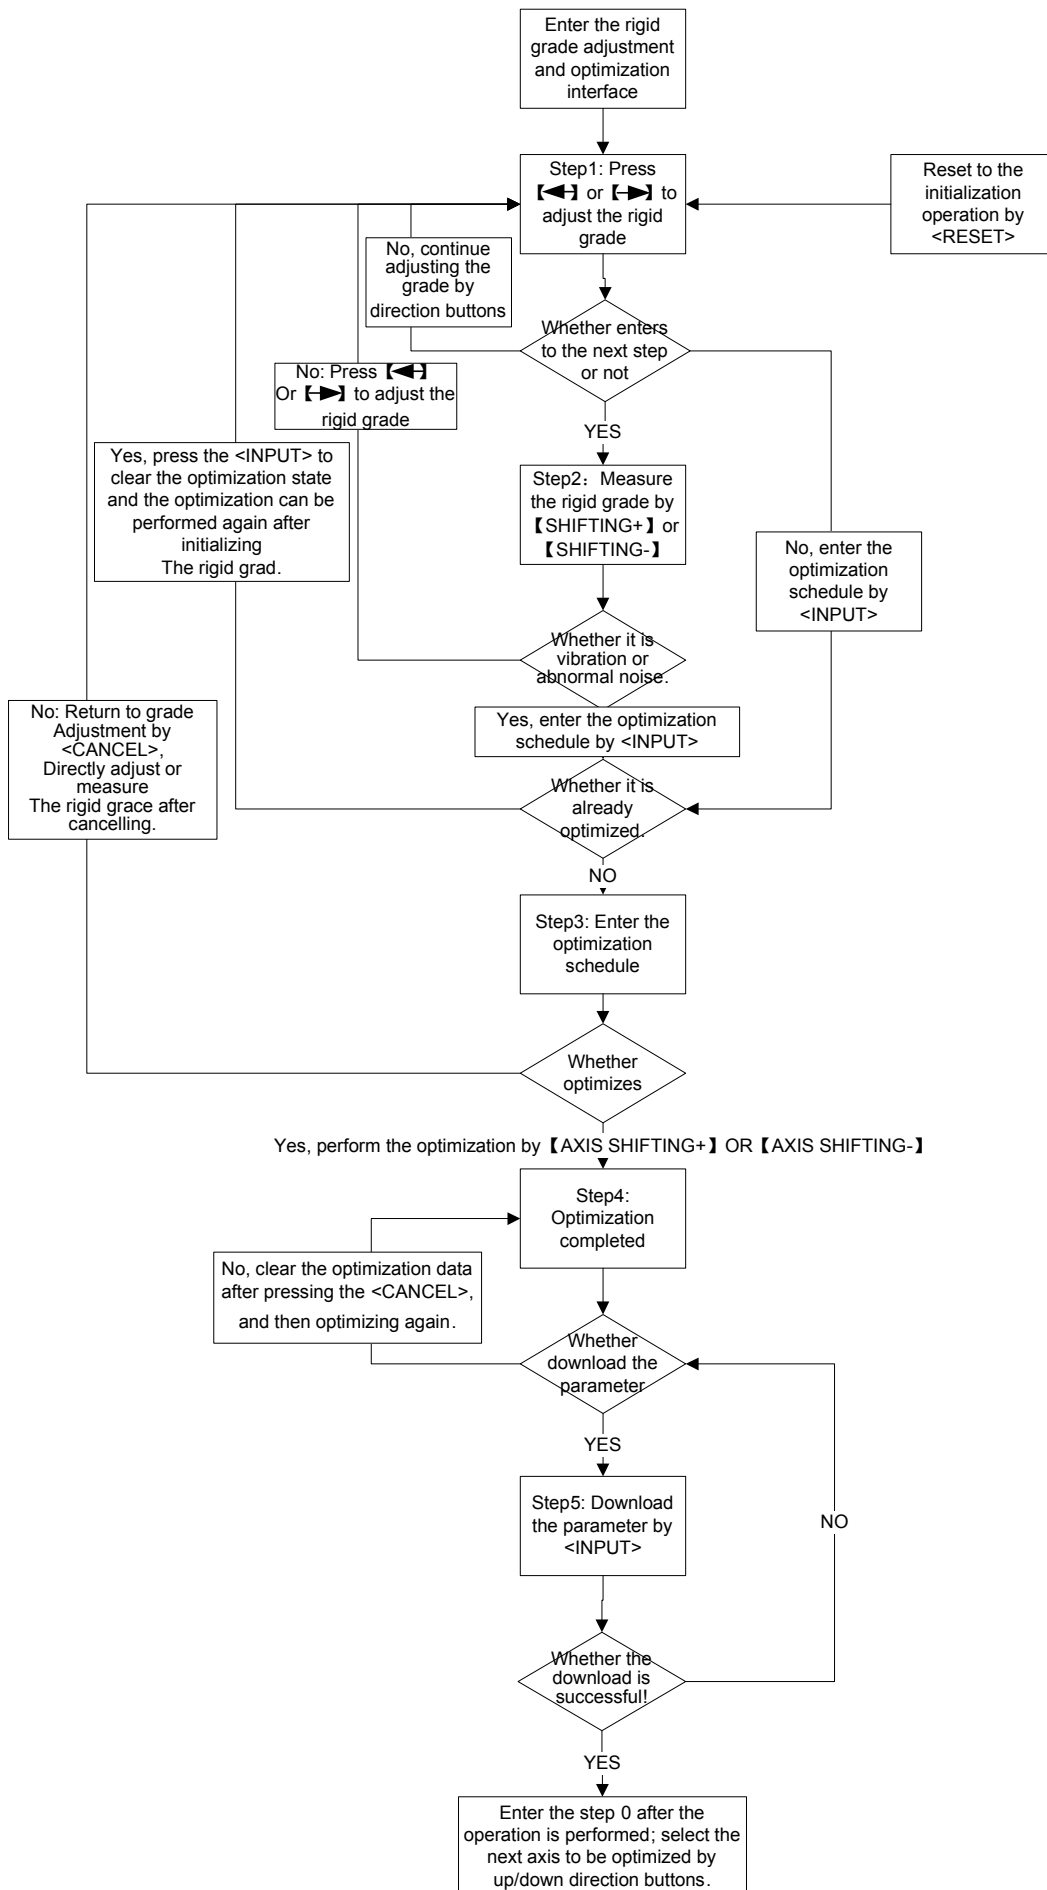 Enter the rigid
grade adjustment
and optimization
interface
Step1: Press
【◄】 or 【►】 to
adjust the rigid
grade
Reset to the
initialization
operation by
<RESET>
No, continue
adjusting the
grade by
direction buttons
Whether enters
to the next step
or not
No: Press 【◄】
Or 【►】 to adjust the
rigid grade
YES
Yes, press the <INPUT> to
clear the optimization state
and the optimization can be
performed again after
initializing
The rigid grad.
Step2: Measure
the rigid grade by
【SHIFTING+】 or
【SHIFTING-】
No, enter the
optimization
schedule by
<INPUT>
Whether it is
vibration or
abnormal noise.
No: Return to grade
Adjustment by
<CANCEL>,
Directly adjust or
measure
The rigid grace after
cancelling.
Yes, enter the optimization
schedule by <INPUT>
Whether it is
already
optimized.
NO
Step3: Enter the
optimization
schedule
Whether
optimizes
Yes, perform the optimization by 【AXIS SHIFTING+】 OR 【AXIS SHIFTING-】
Step4:
Optimization
completed
No, clear the optimization data
after pressing the <CANCEL>,
and then optimizing again.
Whether
download the
parameter
YES
Step5: Download
the parameter by
<INPUT>
NO
Whether the
download is
successful!
YES
Enter the step 0 after the
operation is performed; select the
next axis to be optimized by
up/down direction buttons.